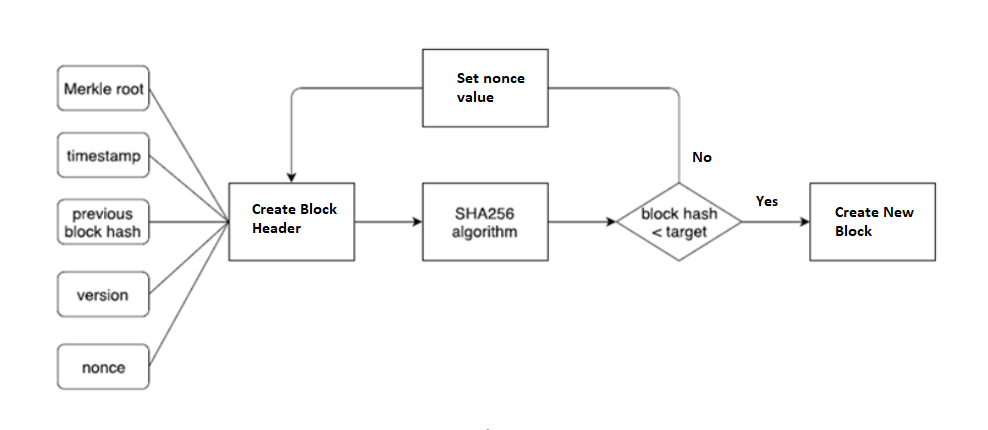 Set nonce
value
Merkle root
timestamp
previous
block hash
version
nonce
Create Block
Header
SHA256
algorithm
block hash
< target
No
Yes
Create New
Block